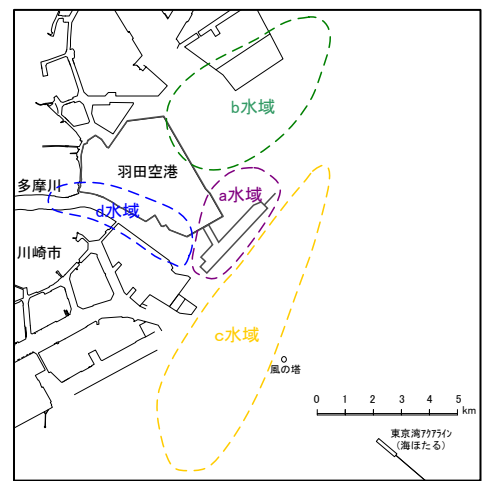 b水域
羽田空港
多摩川
a水域
d水域
川崎市
c水域
風の塔
0 1 2 3 4 5
km
東京湾ｱｸｱﾗｲﾝ
（海ほたる）